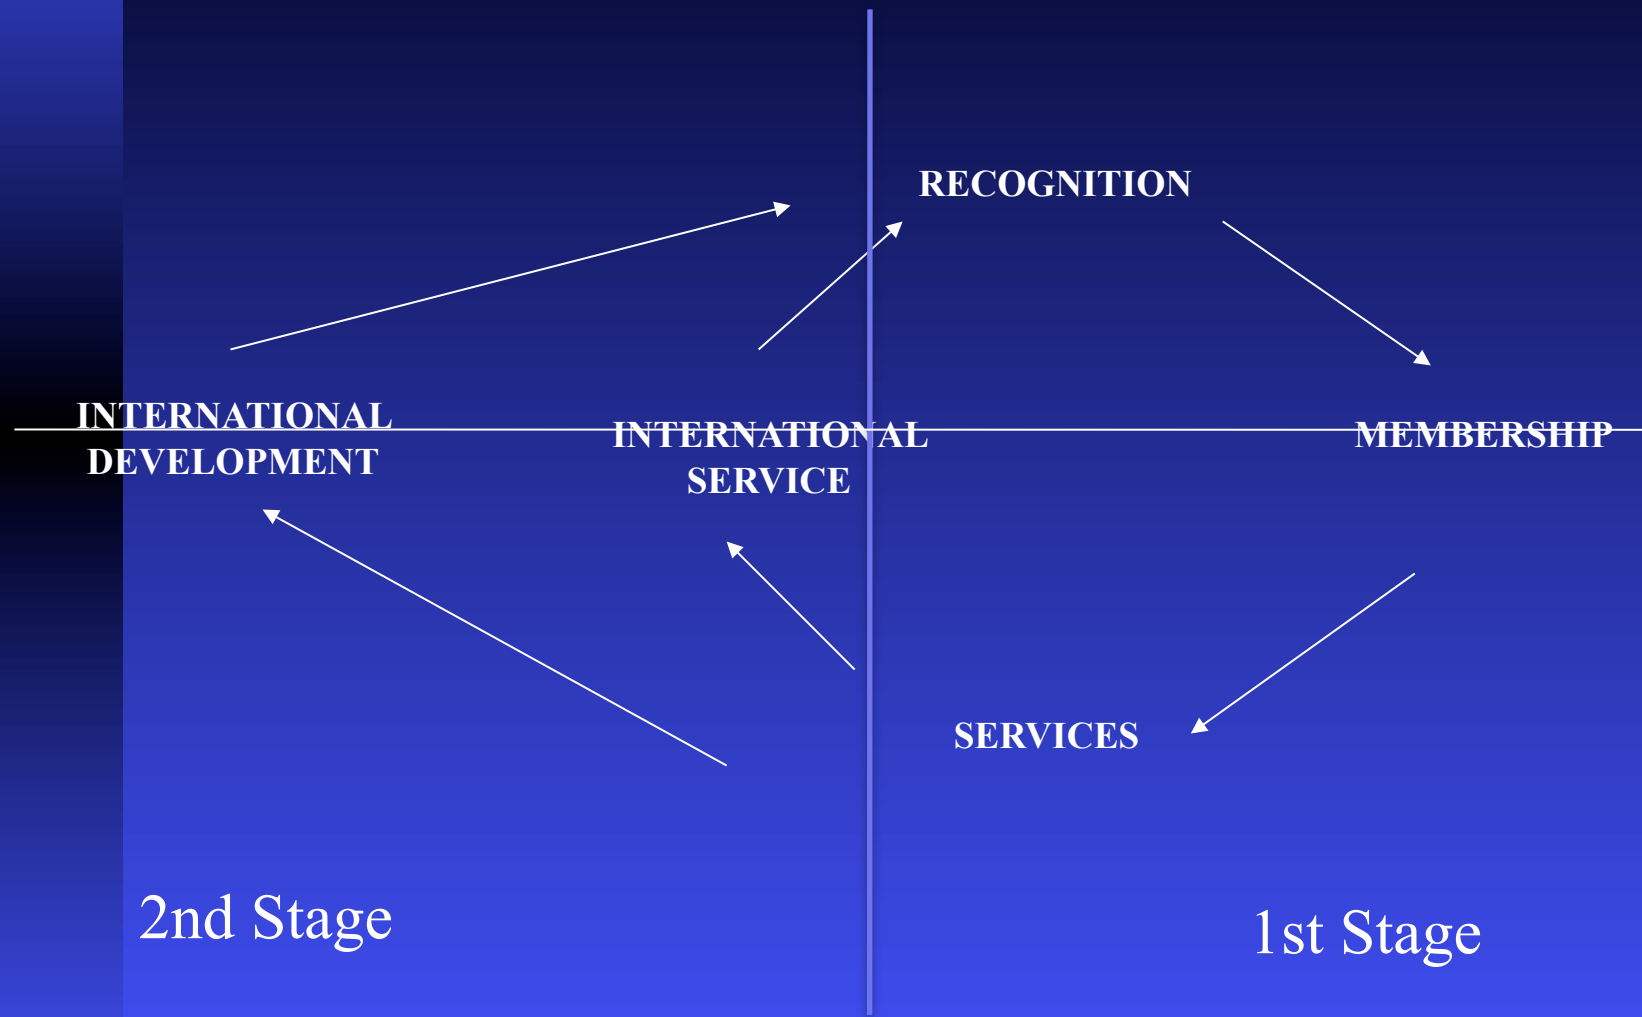 RECOGNITION
INTERNATIONAL
DEVELOPMENT
INTERNATIONAL
SERVICE
MEMBERSHIP
SERVICES
2nd Stage
1st Stage